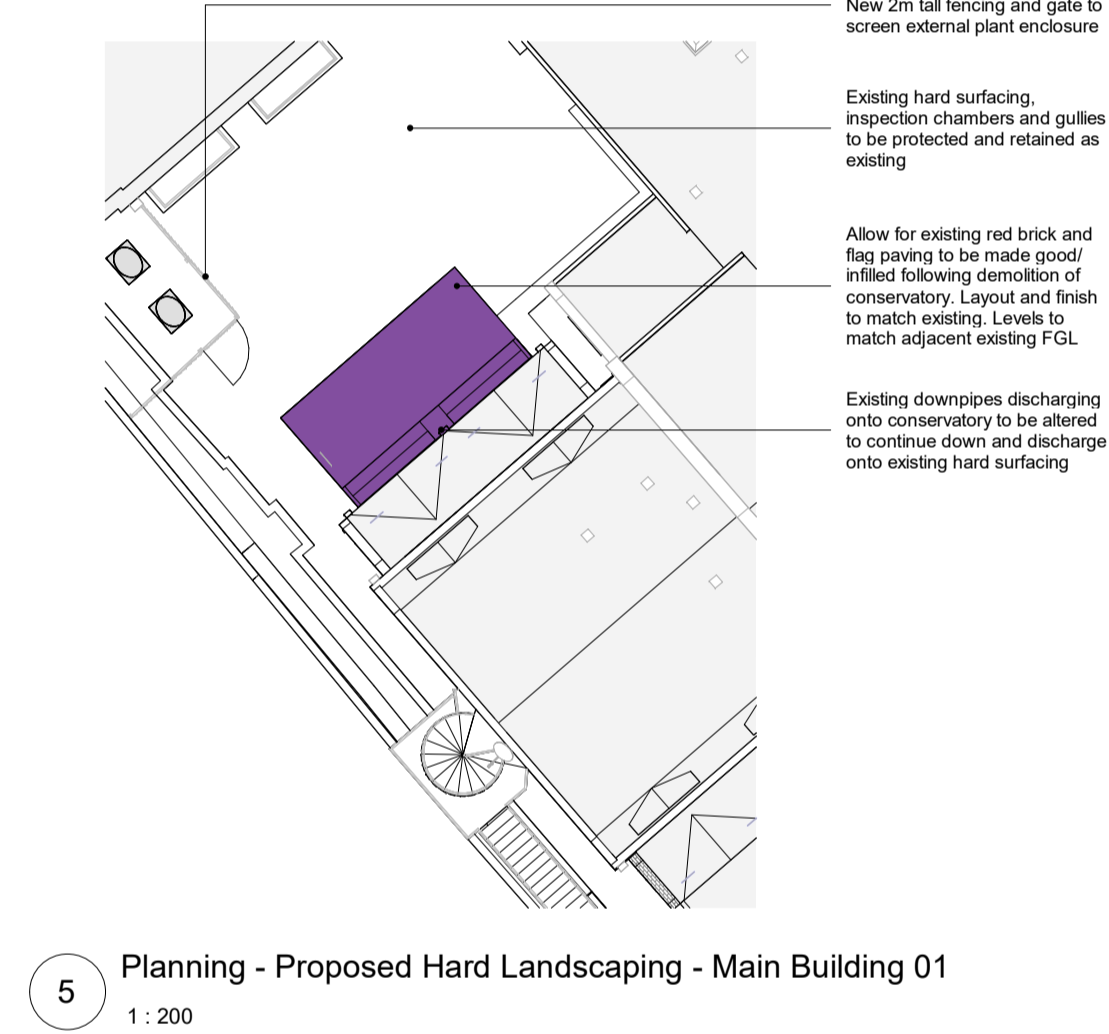 New 2m tall fencing and gate to
screen external plant enclosure
Existing hard surfacing,
inspection chambers and gullies
to be protected and retained as
existing
Allow for existing red brick and
flag paving to be made good/
infilled following demolition of
conservatory. Layout and finish
to match existing. Levels to
match adjacent existing FGL
Existing downpipes discharging
onto conservatory to be altered
to continue down and discharge
onto existing hard surfacing
5
Planning - Proposed Hard Landscaping - Main Building 01
1 : 200